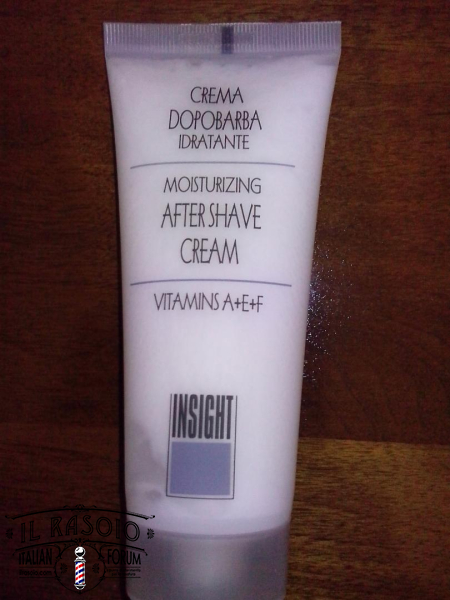 CREMA
DOPOBARBA
IDRATANTE
MOISTURIZING
AFTER SHAVE
CREAM
VITAMINS A+E+F
INSIGHT
IL RASOIO
ITALIAN FORUM